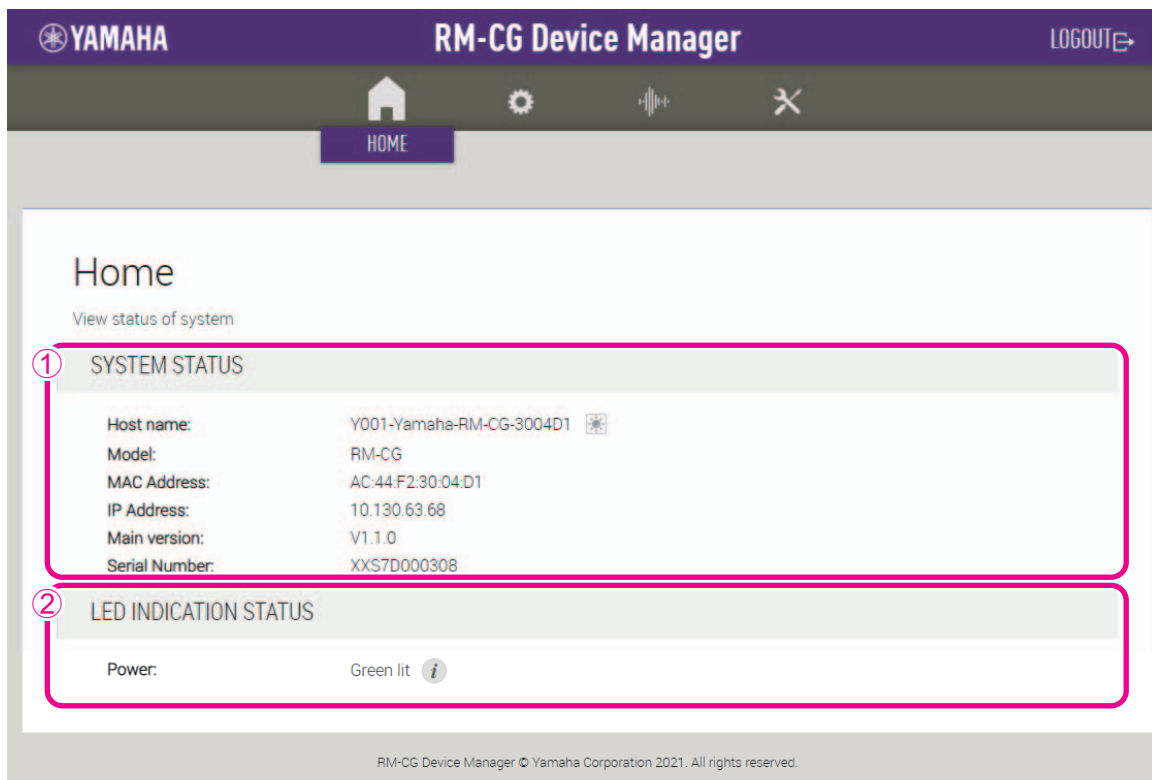 YAMAHA RM-CG Device Manager LOGOUT
HOME
Home
View status of system
1 SYSTEM STATUS
Host name: Y001-Yamaha-RM-CG-3004D1
Model: RM-CG
MAC Address: AC:44:F2:30:04:D1
IP Address: 10.130.63.68
Main version: V1.1.0
Serial Number: XXS7D000308
2 LED INDICATION STATUS
Power: Green lit i
RM-CG Device Manager © Yamaha Corporation 2021. All rights reserved.